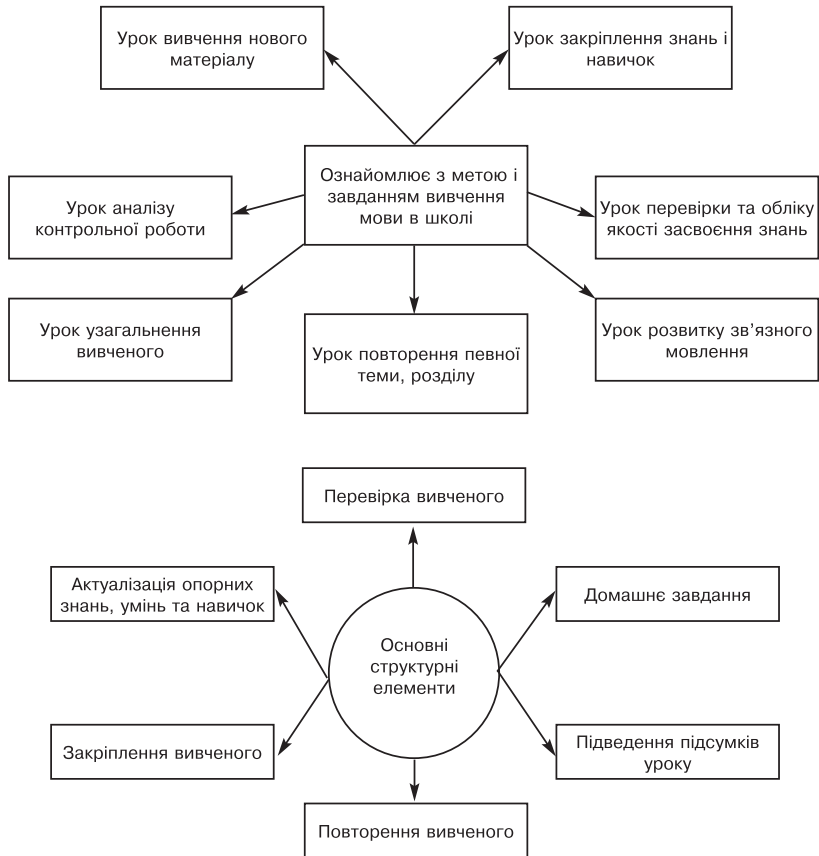 Урок вивчення нового
матеріалу
Урок закріплення знань і
навичок
Ознайомлює з метою і
завданням вивчення
мови в школі
Урок аналізу
контрольної роботи
Урок перевірки та обліку
якості засвоєння знань
Урок узагальнення
вивченого
Урок повторення певної
теми, розділу
Урок розвитку зв’язного
мовлення
Перевірка вивченого
Актуалізація опорних
знань, умінь та навичок
Домашнє завдання
Основні
структурні
елементи
Закріплення вивченого
Підведення підсумків
уроку
Повторення вивченого